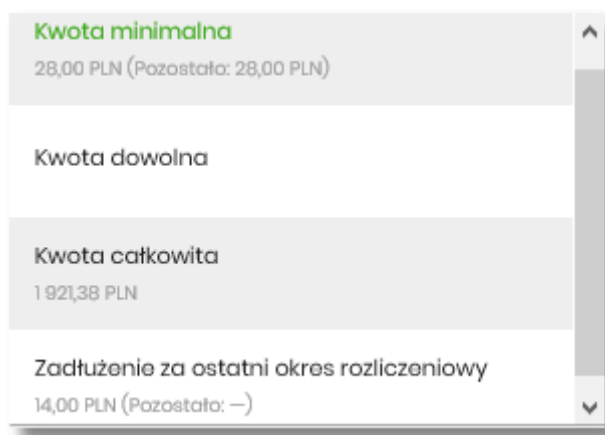 Kwota minimalna
28,00 PLN (Pozostało: 28,00 PLN)
Kwota dowolna
Kwota całkowita
1 921,38 PLN
Zadłużenie za ostatni okres rozliczeniowy
14,00 PLN (Pozostało: —)